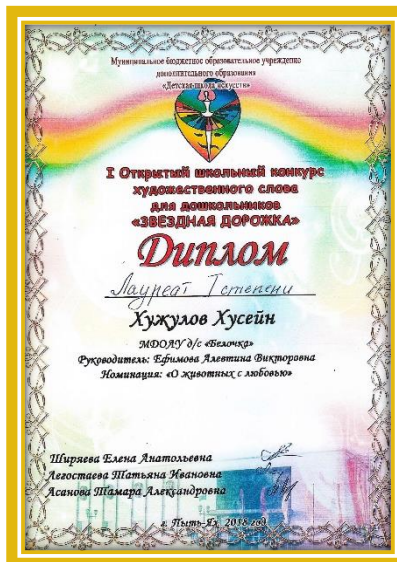 Муниципальное бюджетное образовательное учреждение
дополнительного образования
«Детская школа искусств»
I Открытый школьный конкурс
художественного слова
для дошкольников
«ЗВЕЗДНАЯ ДОРОЖКА»
Диплом
Лауреат I степени
Хужулов Хусейн
МДОАУ д/с «Белочка»
Руководитель: Ефимова Алевтина Викторовна
Номинация: «О животных с любовью»
Ширяева Елена Анатольевна
Легостаева Татьяна Ивановна
Асанова Тамара Александровна
г. Пыть-Ях, 2018 год